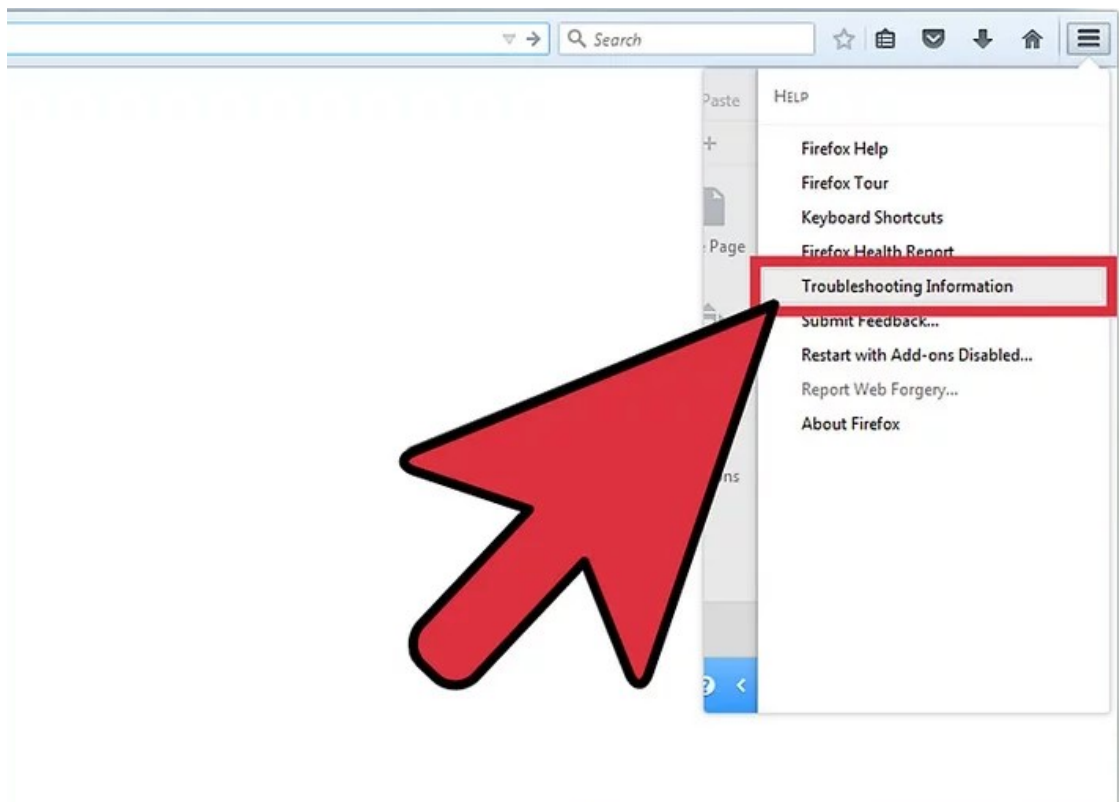 Search
Paste
HELP
Firefox Help
Firefox Tour
Keyboard Shortcuts
Page
Firefox Health Report
Troubleshooting Information
Submit Feedback...
Restart with Add-ons Disabled...
Report Web Forgery...
About Firefox
ns
?